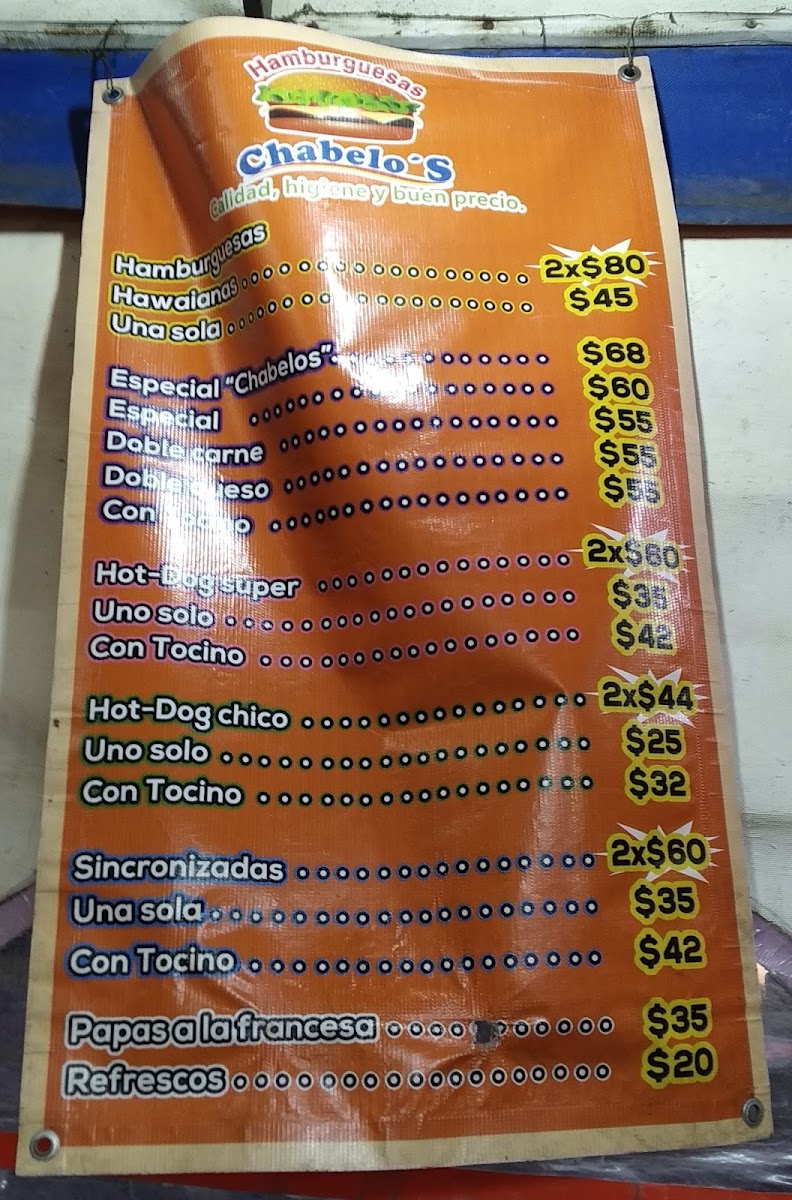 Hamburguesas
Chabelo´S
Calidad, higiene y buen precio.
Hamburguesas
Hawaianas 2x$80
Una sola $45
Especial "Chabelos" $68
Especial $60
Doble carne $55
Doble queso $55
Con Tocino $55
Hot-Dog super 2x$60
Uno solo $35
Con Tocino $42
Hot-Dog chico 2x$44
Uno solo $25
Con Tocino $32
Sincronizadas 2x$60
Una sola $35
Con Tocino $42
Papas a la francesa $35
Refrescos $20